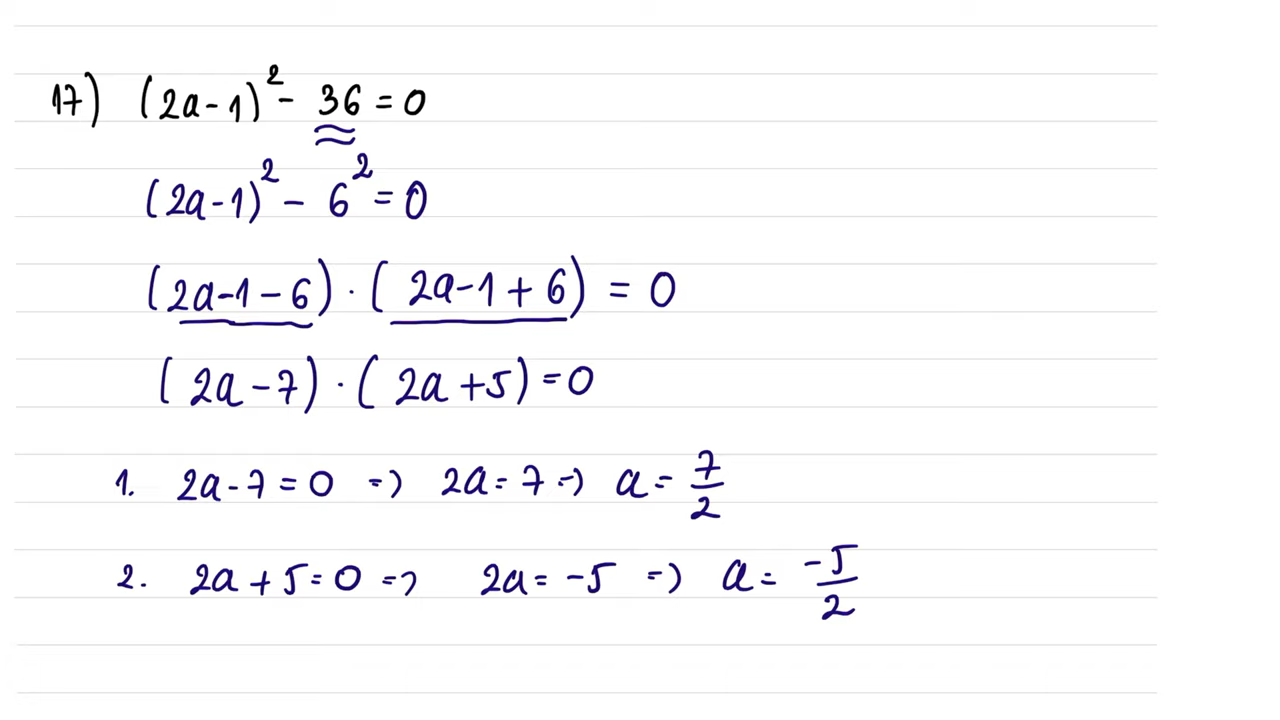 17) (2a-1)² - 36 = 0
(2a-1)² - 6² = 0
(2a-1-6) · (2a-1+6) = 0
(2a-7) · (2a+5) = 0
1. 2a-7=0 => 2a=7 => a=7/2
2. 2a+5=0 => 2a=-5 => a=-5/2